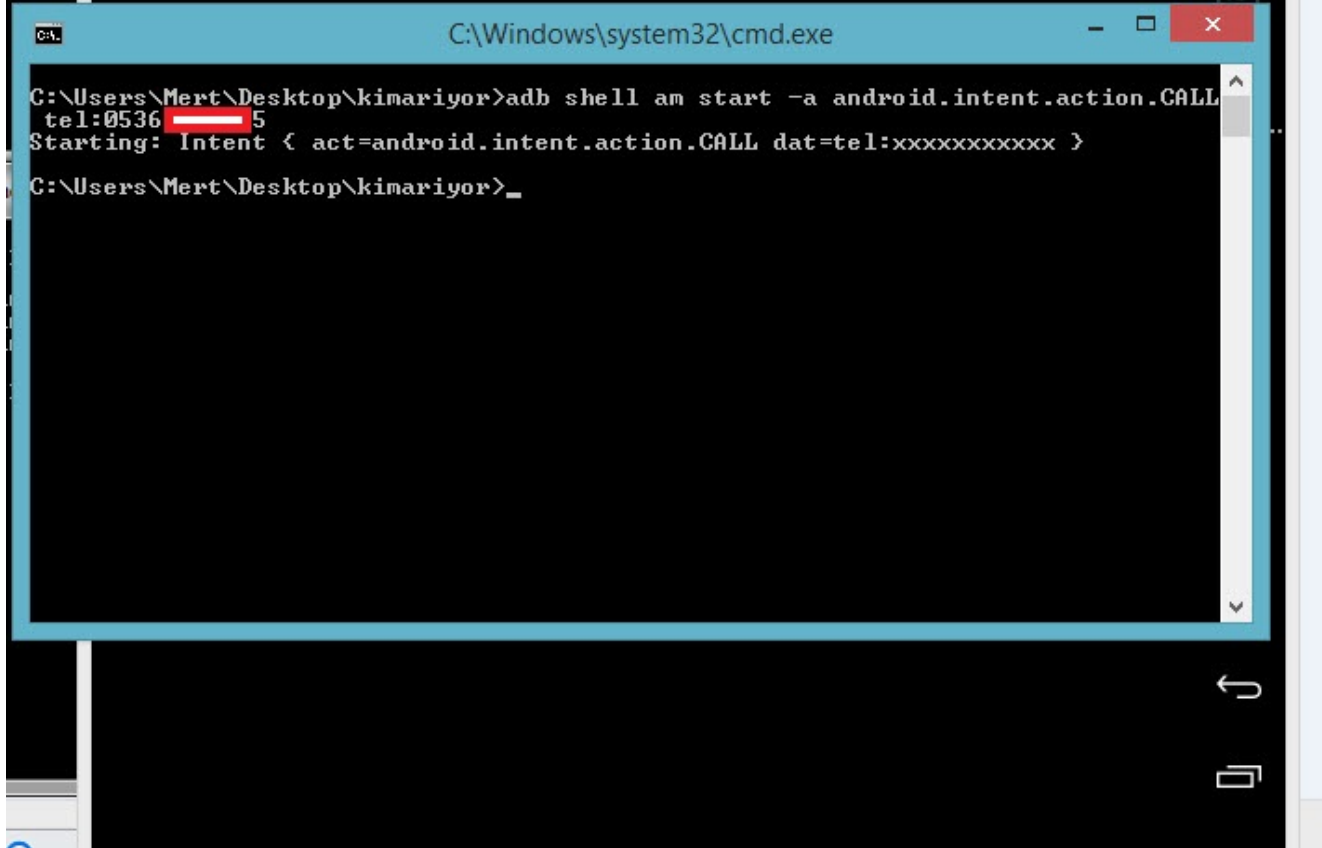 C:\Windows\system32\cmd.exe
C:\Users\Mert\Desktop\kimariyor>adb shell am start -a android.intent.action.CALL
tel:0536 5
Starting: Intent { act=android.intent.action.CALL dat=tel:xxxxxxxxxxx }
C:\Users\Mert\Desktop\kimariyor>_